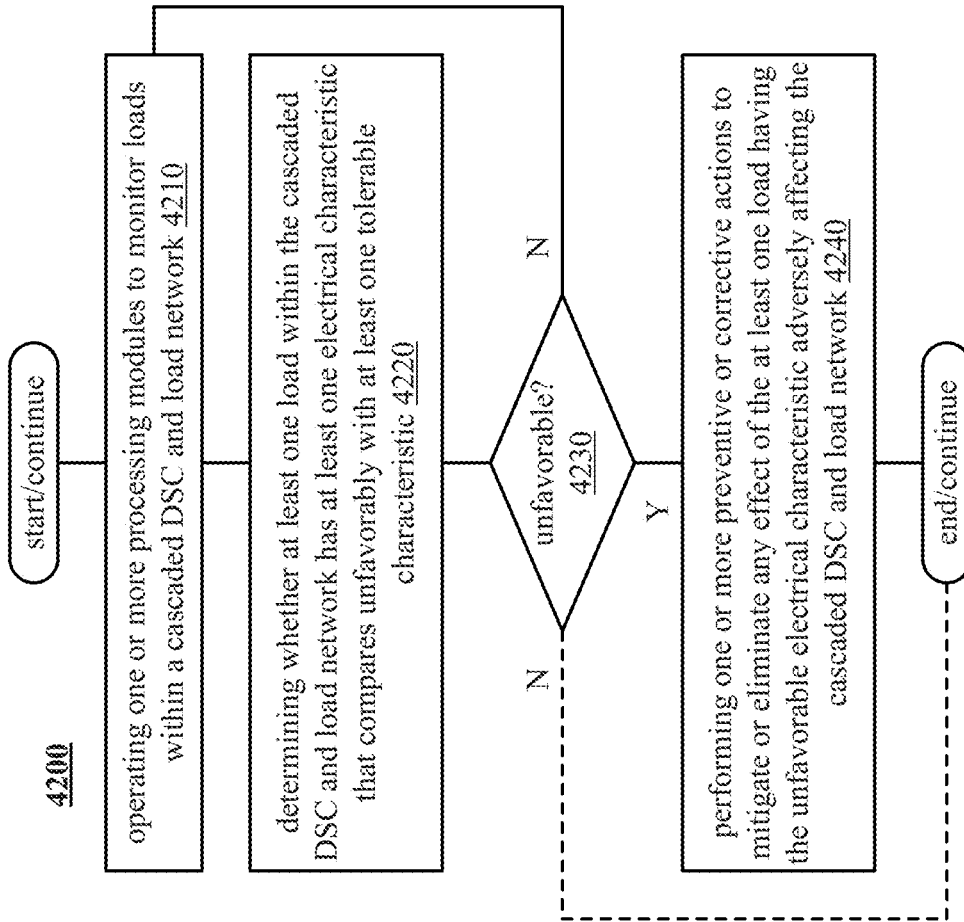 4200
start/continue
operating one or more processing modules to monitor loads
within a cascaded DSC and load network 4210
determining whether at least one load within the cascaded
DSC and load network has at least one electrical characteristic
that compares unfavorably with at least one tolerable
characteristic 4220
unfavorable?
4230
N
N
Y
performing one or more preventive or corrective actions to
mitigate or eliminate any effect of the at least one load having
the unfavorable electrical characteristic adversely affecting the
cascaded DSC and load network 4240
end/continue